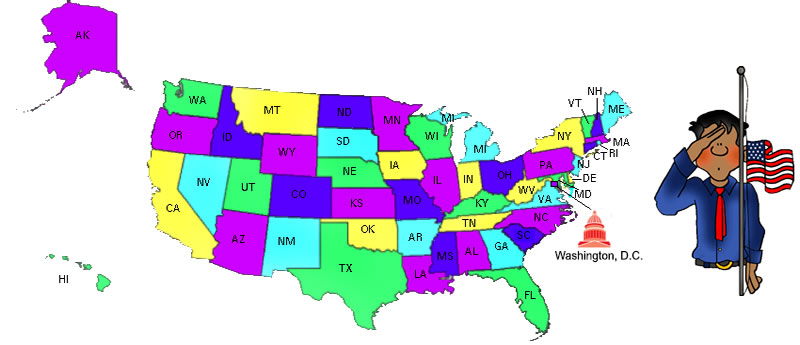 AK
WA
MT
ND
MN
MI
VT
NH
ME
OR
ID
SD
WI
MI
NY
MA
RI
CT
WY
IA
PA
NJ
NV
NE
IL
IN
OH
DE
UT
CO
WV
MD
CA
KS
MO
KY
VA
AZ
NM
OK
AR
TN
NC
SC
TX
LA
MS
AL
GA
FL
HI
Washington, D.C.